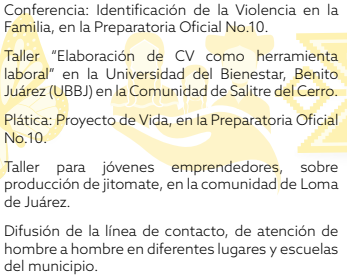 Conferencia: Identificación de la Violencia en la
Familia, en la Preparatoria Oficial No.10.
Taller “Elaboración de CV como herramienta
laboral” en la Universidad del Bienestar, Benito
Juárez (UBBJ) en la Comunidad de Salitre del Cerro.
Plática: Proyecto de Vida, en la Preparatoria Oficial
No.10.
Taller para jóvenes emprendedores, sobre
producción de jitomate, en la comunidad de Loma
de Juárez.
Difusión de la línea de contacto, de atención de
hombre a hombre en diferentes lugares y escuelas
del municipio.